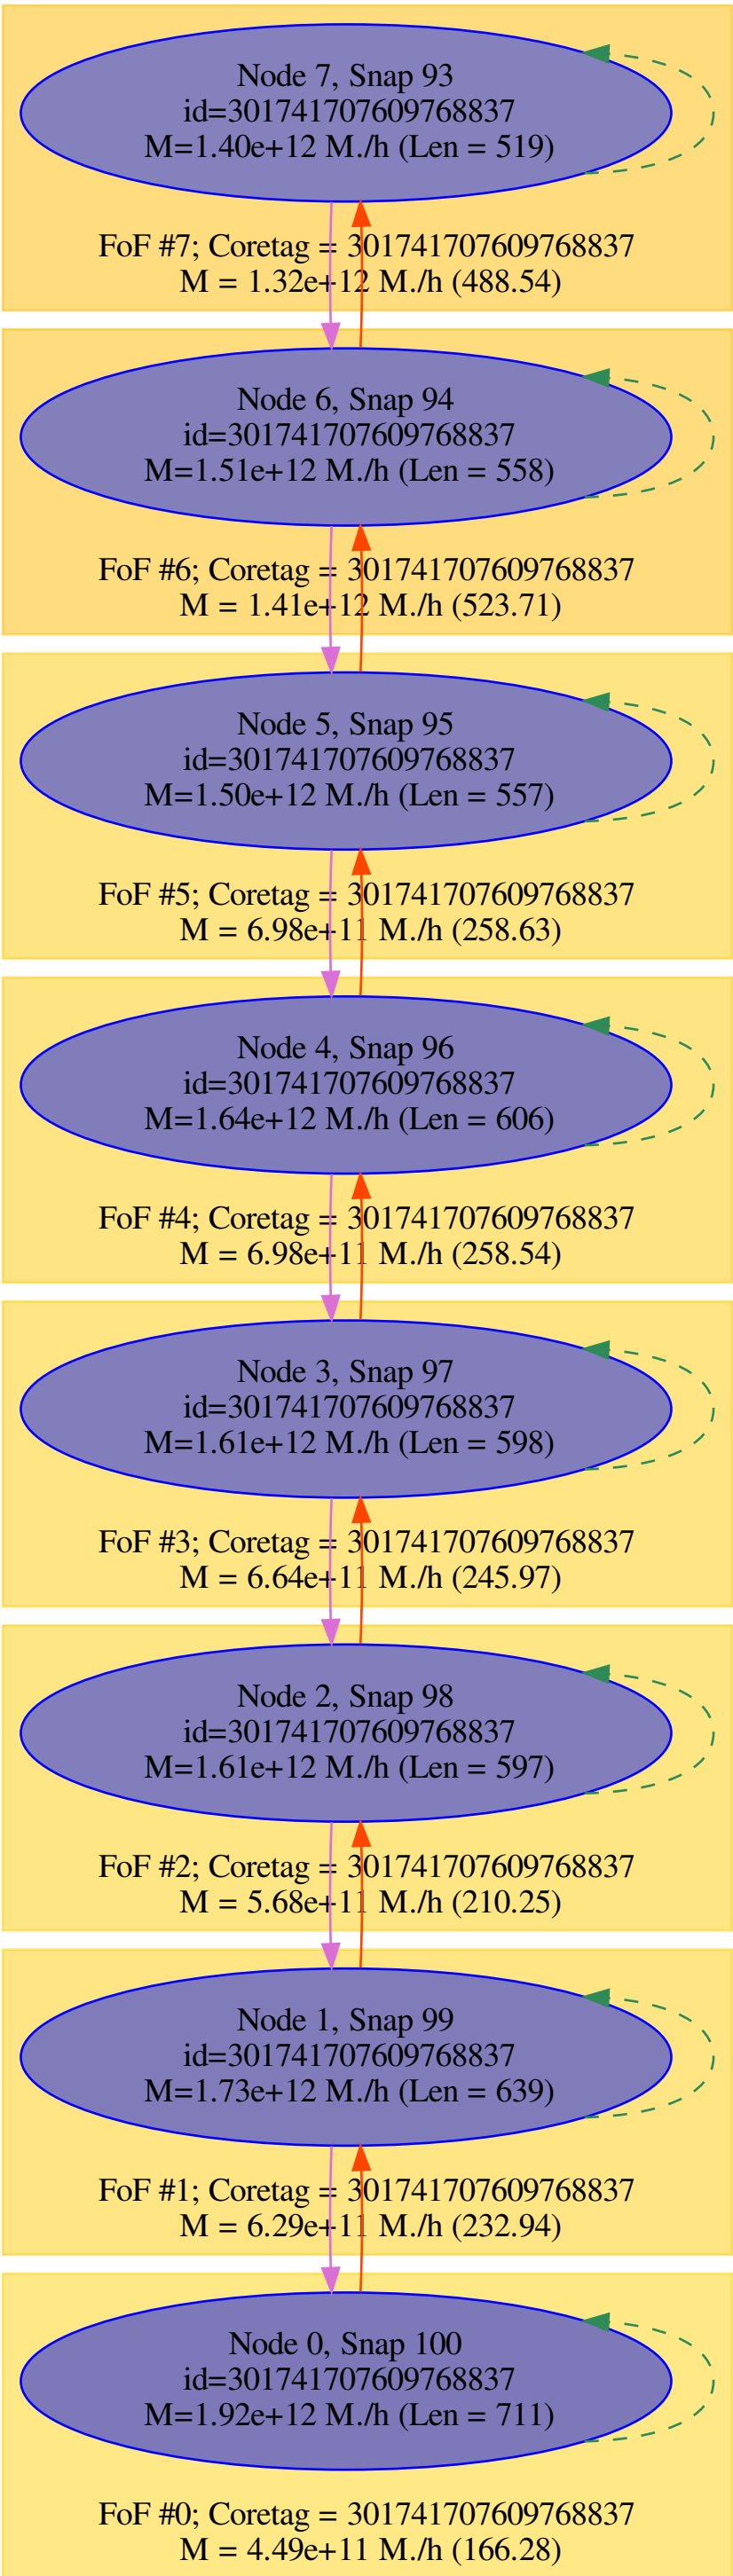 Node 7, Snap 93
id=301741707609768837
M=1.40e+12 M./h (Len = 519)
FoF #7; Coretag = 301741707609768837
M = 1.32e+12 M./h (488.54)
Node 6, Snap 94
id=301741707609768837
M=1.51e+12 M./h (Len = 558)
FoF #6; Coretag = 301741707609768837
M = 1.41e+12 M./h (523.71)
Node 5, Snap 95
id=301741707609768837
M=1.50e+12 M./h (Len = 557)
FoF #5; Coretag = 301741707609768837
M = 6.98e+11 M./h (258.63)
Node 4, Snap 96
id=301741707609768837
M=1.64e+12 M./h (Len = 606)
FoF #4; Coretag = 301741707609768837
M = 6.98e+11 M./h (258.54)
Node 3, Snap 97
id=301741707609768837
M=1.61e+12 M./h (Len = 598)
FoF #3; Coretag = 301741707609768837
M = 6.64e+11 M./h (245.97)
Node 2, Snap 98
id=301741707609768837
M=1.61e+12 M./h (Len = 597)
FoF #2; Coretag = 301741707609768837
M = 5.68e+11 M./h (210.25)
Node 1, Snap 99
id=301741707609768837
M=1.73e+12 M./h (Len = 639)
FoF #1; Coretag = 301741707609768837
M = 6.29e+11 M./h (232.94)
Node 0, Snap 100
id=301741707609768837
M=1.92e+12 M./h (Len = 711)
FoF #0; Coretag = 301741707609768837
M = 4.49e+11 M./h (166.28)